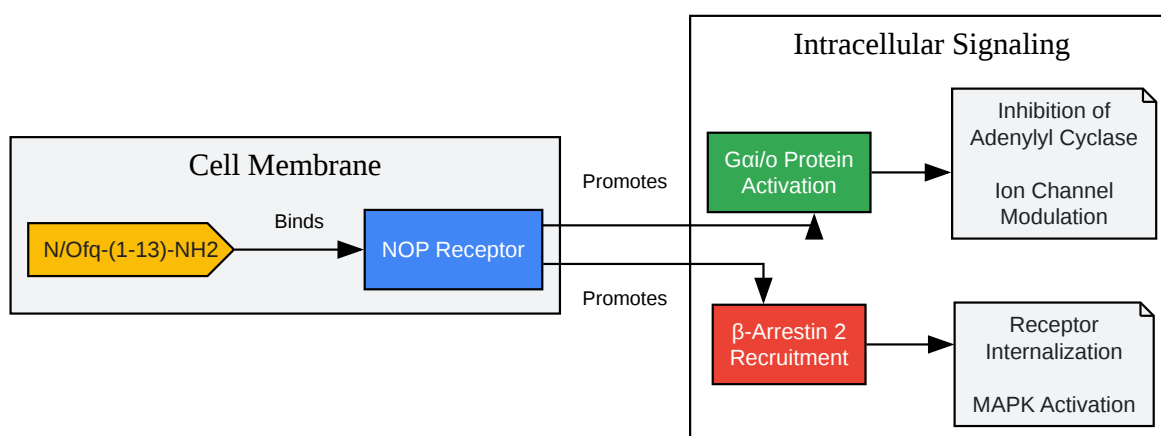 Cell Membrane
N/Ofq-(1-13)-NH2
Binds
NOP Receptor
Promotes
Promotes
Intracellular Signaling
Gαi/o Protein
Activation
Inhibition of
Adenylyl Cyclase
Ion Channel
Modulation
β-Arrestin 2
Recruitment
Receptor
Internalization
MAPK Activation